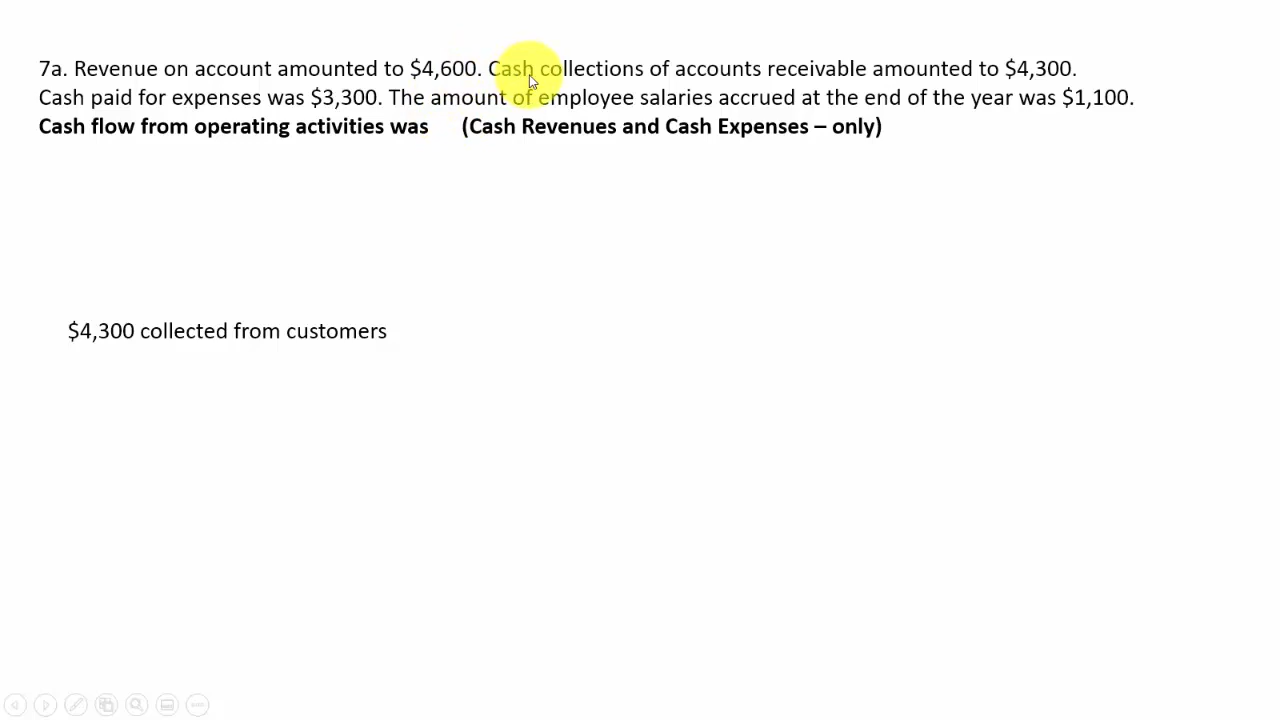 7a. Revenue on account amounted to $4,600. Cash collections of accounts receivable amounted to $4,300.
Cash paid for expenses was $3,300. The amount of employee salaries accrued at the end of the year was $1,100.
Cash flow from operating activities was (Cash Revenues and Cash Expenses – only)
$4,300 collected from customers